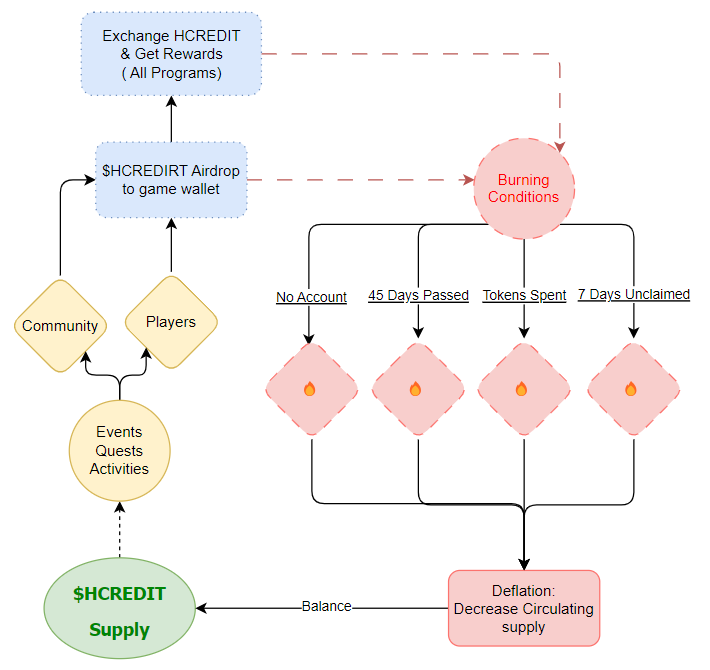 Exchange HCREDIT
& Get Rewards
( All Programs)
$HCREDIRT Airdrop
to game wallet
Burning
Conditions
No Account
45 Days Passed
Tokens Spent
7 Days Unclaimed
Community
Players
Events
Quests
Activities
$HCREDIT
Supply
Balance
Deflation:
Decrease Circulating
supply